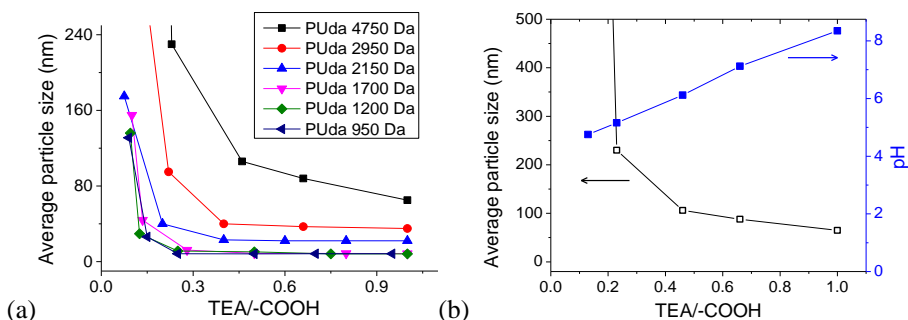 240
160
80
0
0.0
0.3
0.6
0.9
Average particle size (nm)
TEA/-COOH
PUda 4750 Da
PUda 2950 Da
PUda 2150 Da
PUda 1700 Da
PUda 1200 Da
PUda 950 Da
(a)
500
400
300
200
100
0
0.0
0.2
0.4
0.6
0.8
1.0
Average particle size (nm)
TEA/-COOH
8
6
4
2
0
pH
(b)